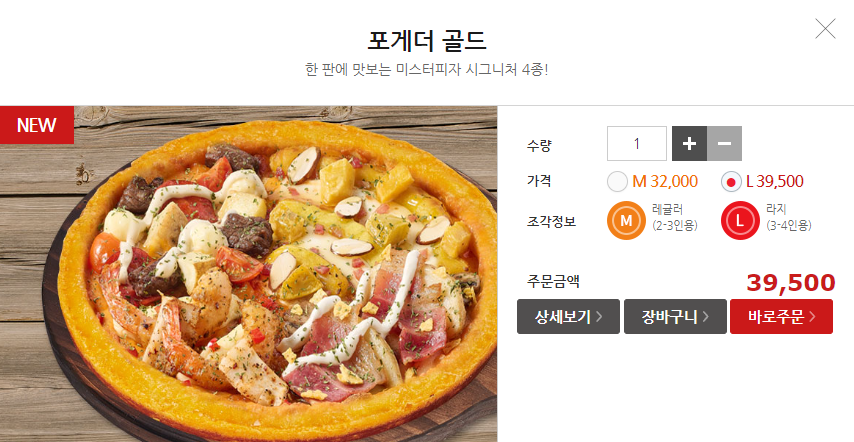 포게더 골드
한 판에 맛보는 미스터피자 시그니처 4종!
NEW
수량 1 + −
가격 M 32,000 L 39,500
조각정보 M 레귤러 (2-3인용) L 라지 (3-4인용)
주문금액 39,500
상세보기 > 장바구니 > 바로주문 >